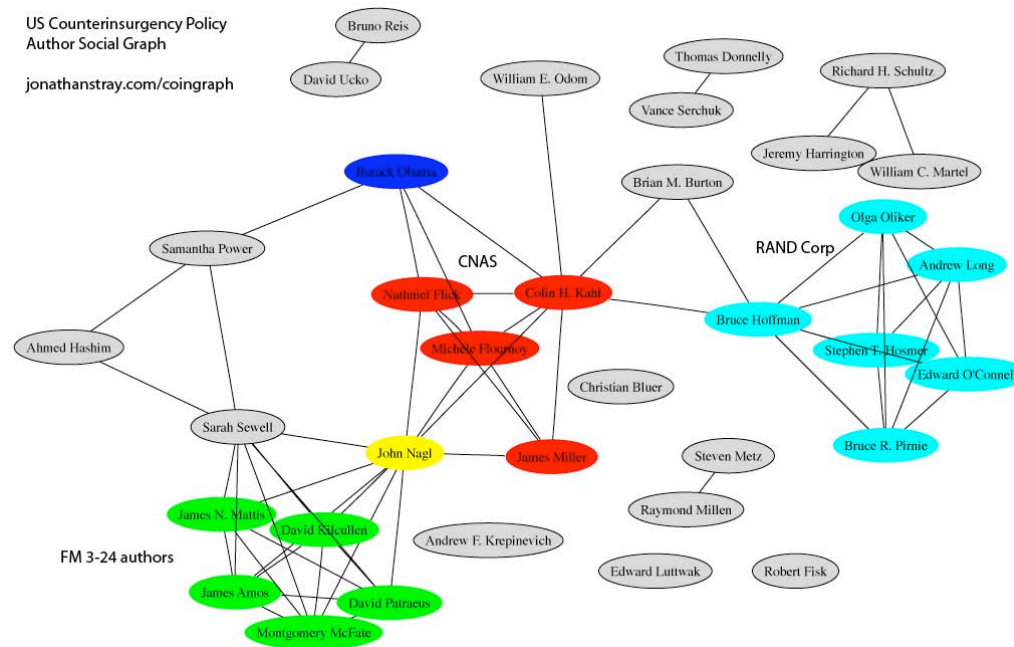 US Counterinsurgency Policy
Author Social Graph
jonathanstray.com/coingraph
Bruno Reis
David Ucko
William E. Odom
Thomas Donnelly
Vance Serchuk
Richard H. Schultz
Jeremy Harrington
William C. Martel
Barack Obama
Brian M. Burton
Olga Oliker
Samantha Power
CNAS
RAND Corp
Andrew Long
Nathniel Flick
Colin H. Kahl
Bruce Hoffman
Ahmed Hashim
Michele Flournoy
Stephen T. Hosmer
Edward O'Connell
Christian Bluer
Sarah Sewell
John Nagl
James Miller
Bruce R. Pirnie
Steven Metz
James N. Mattis
David Kilcullen
Raymond Millen
Andrew F. Krepinevich
FM 3-24 authors
Edward Luttwak
Robert Fisk
James Amos
David Patraeus
Montgomery McFate